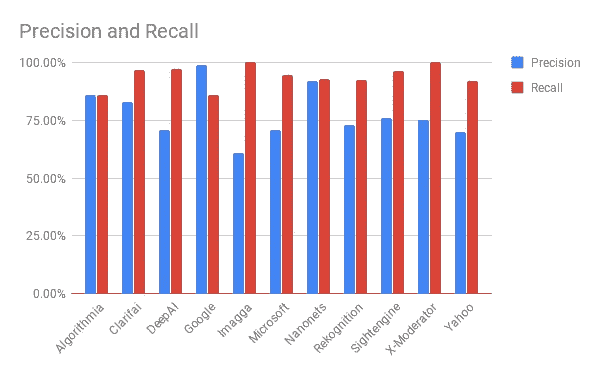 Precision and Recall
100.00%
75.00%
50.00%
25.00%
0.00%
Precision
Recall
Algorithmia
Clarifai
DeepAI
Google
Imagga
Microsoft
Nanonets
Rekognition
Sightengine
X-Moderator
Yahoo